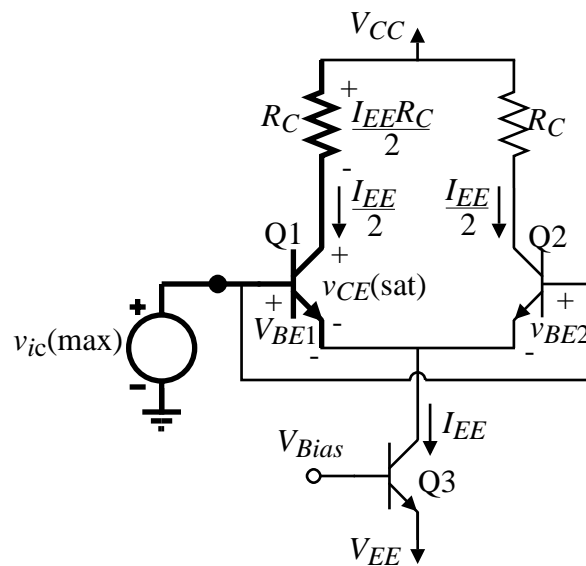 V_CC
+
+
R_C
I_EE R_C
2
R_C
-
-
I_EE
2
I_EE
2
Q1
Q2
+
v_CE(sat)
+
+
V_BE1
-
-
v_BE2
-
+
v_ic(max)
-
I_EE
V_Bias
Q3
V_EE